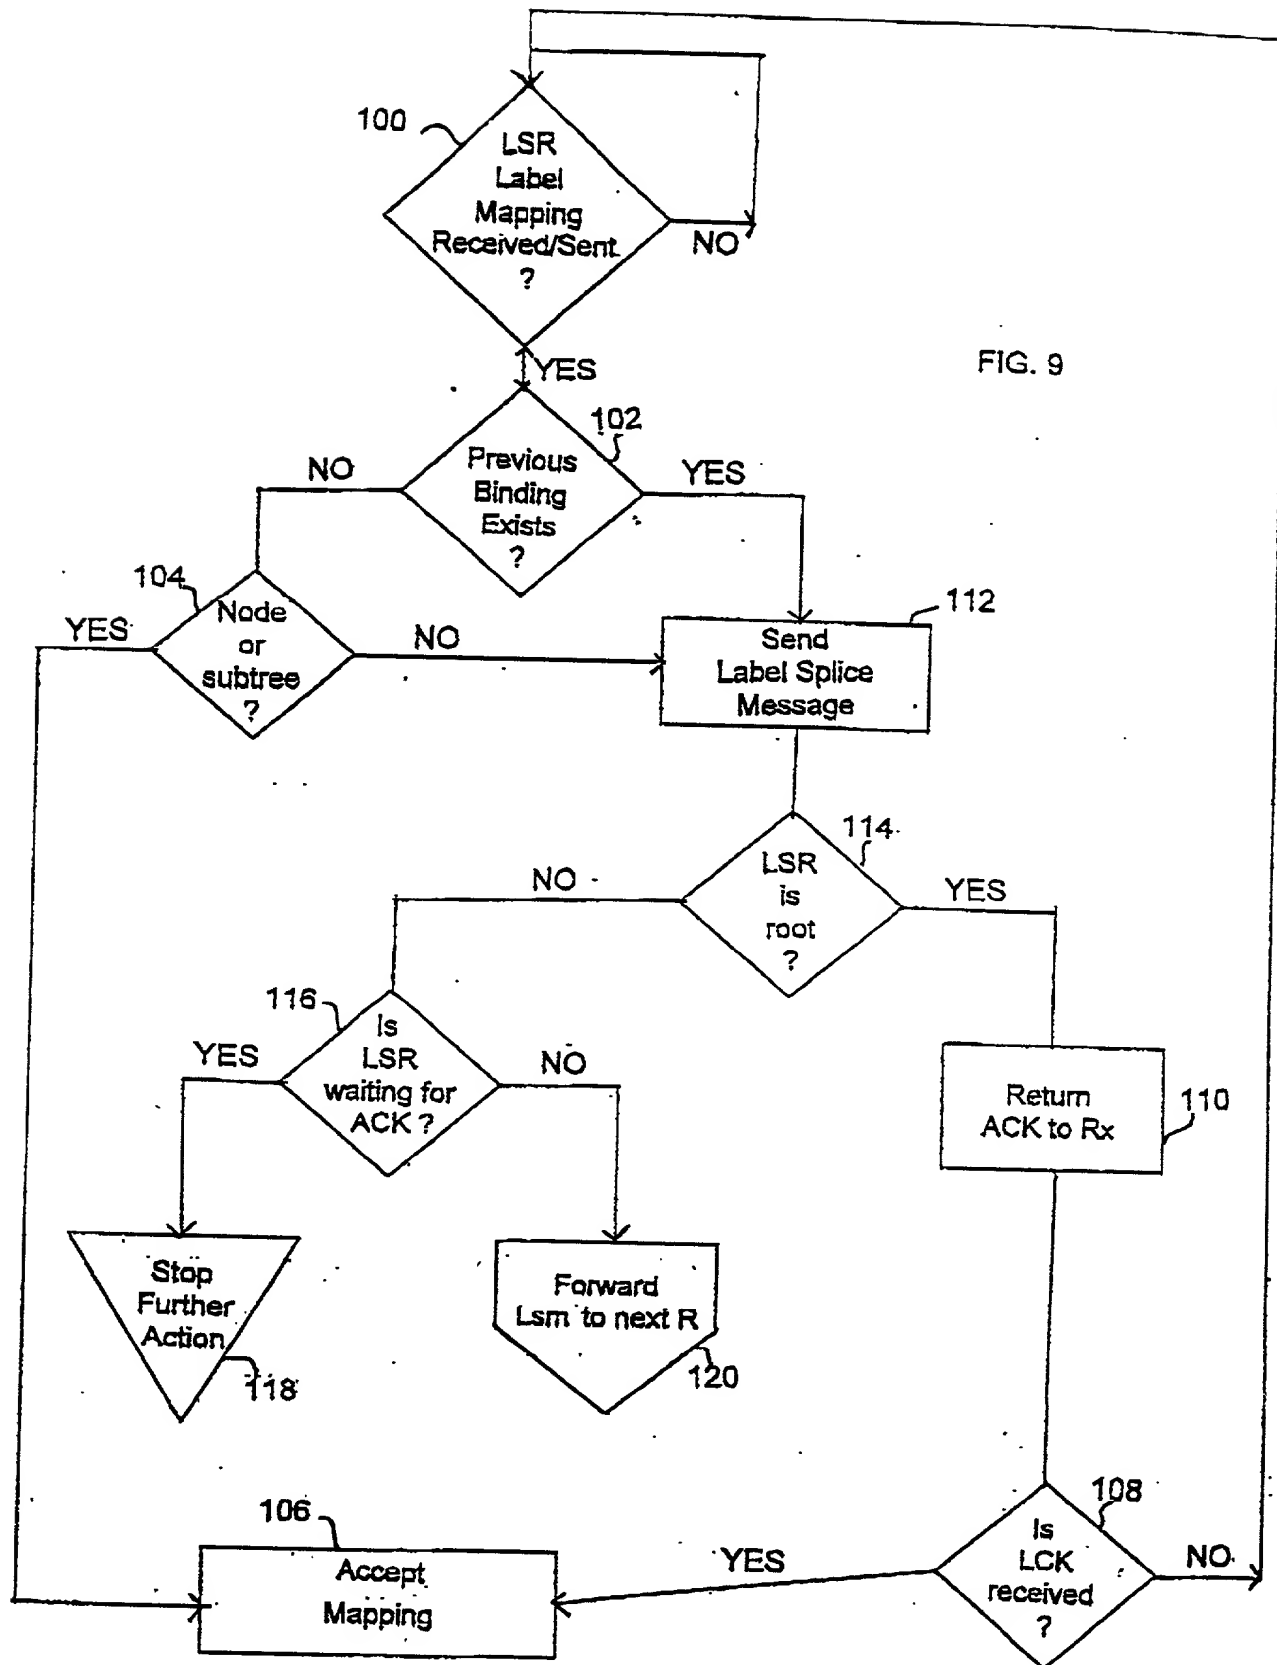 100
LSR
Label
Mapping
Received/Sent
?
NO
YES
FIG. 9
102
Previous
Binding
Exists
?
NO
YES
104
Node
or
subtree
?
YES
NO
112
Send
Label Splice
Message
114
LSR
is
root
?
NO
YES
116
Is
LSR
waiting for
ACK ?
YES
NO
Return
ACK to Rx
110
Stop
Further
Action
118
Forward
Lsm to next R
120
106
Accept
Mapping
108
Is
LCK
received
?
YES
NO